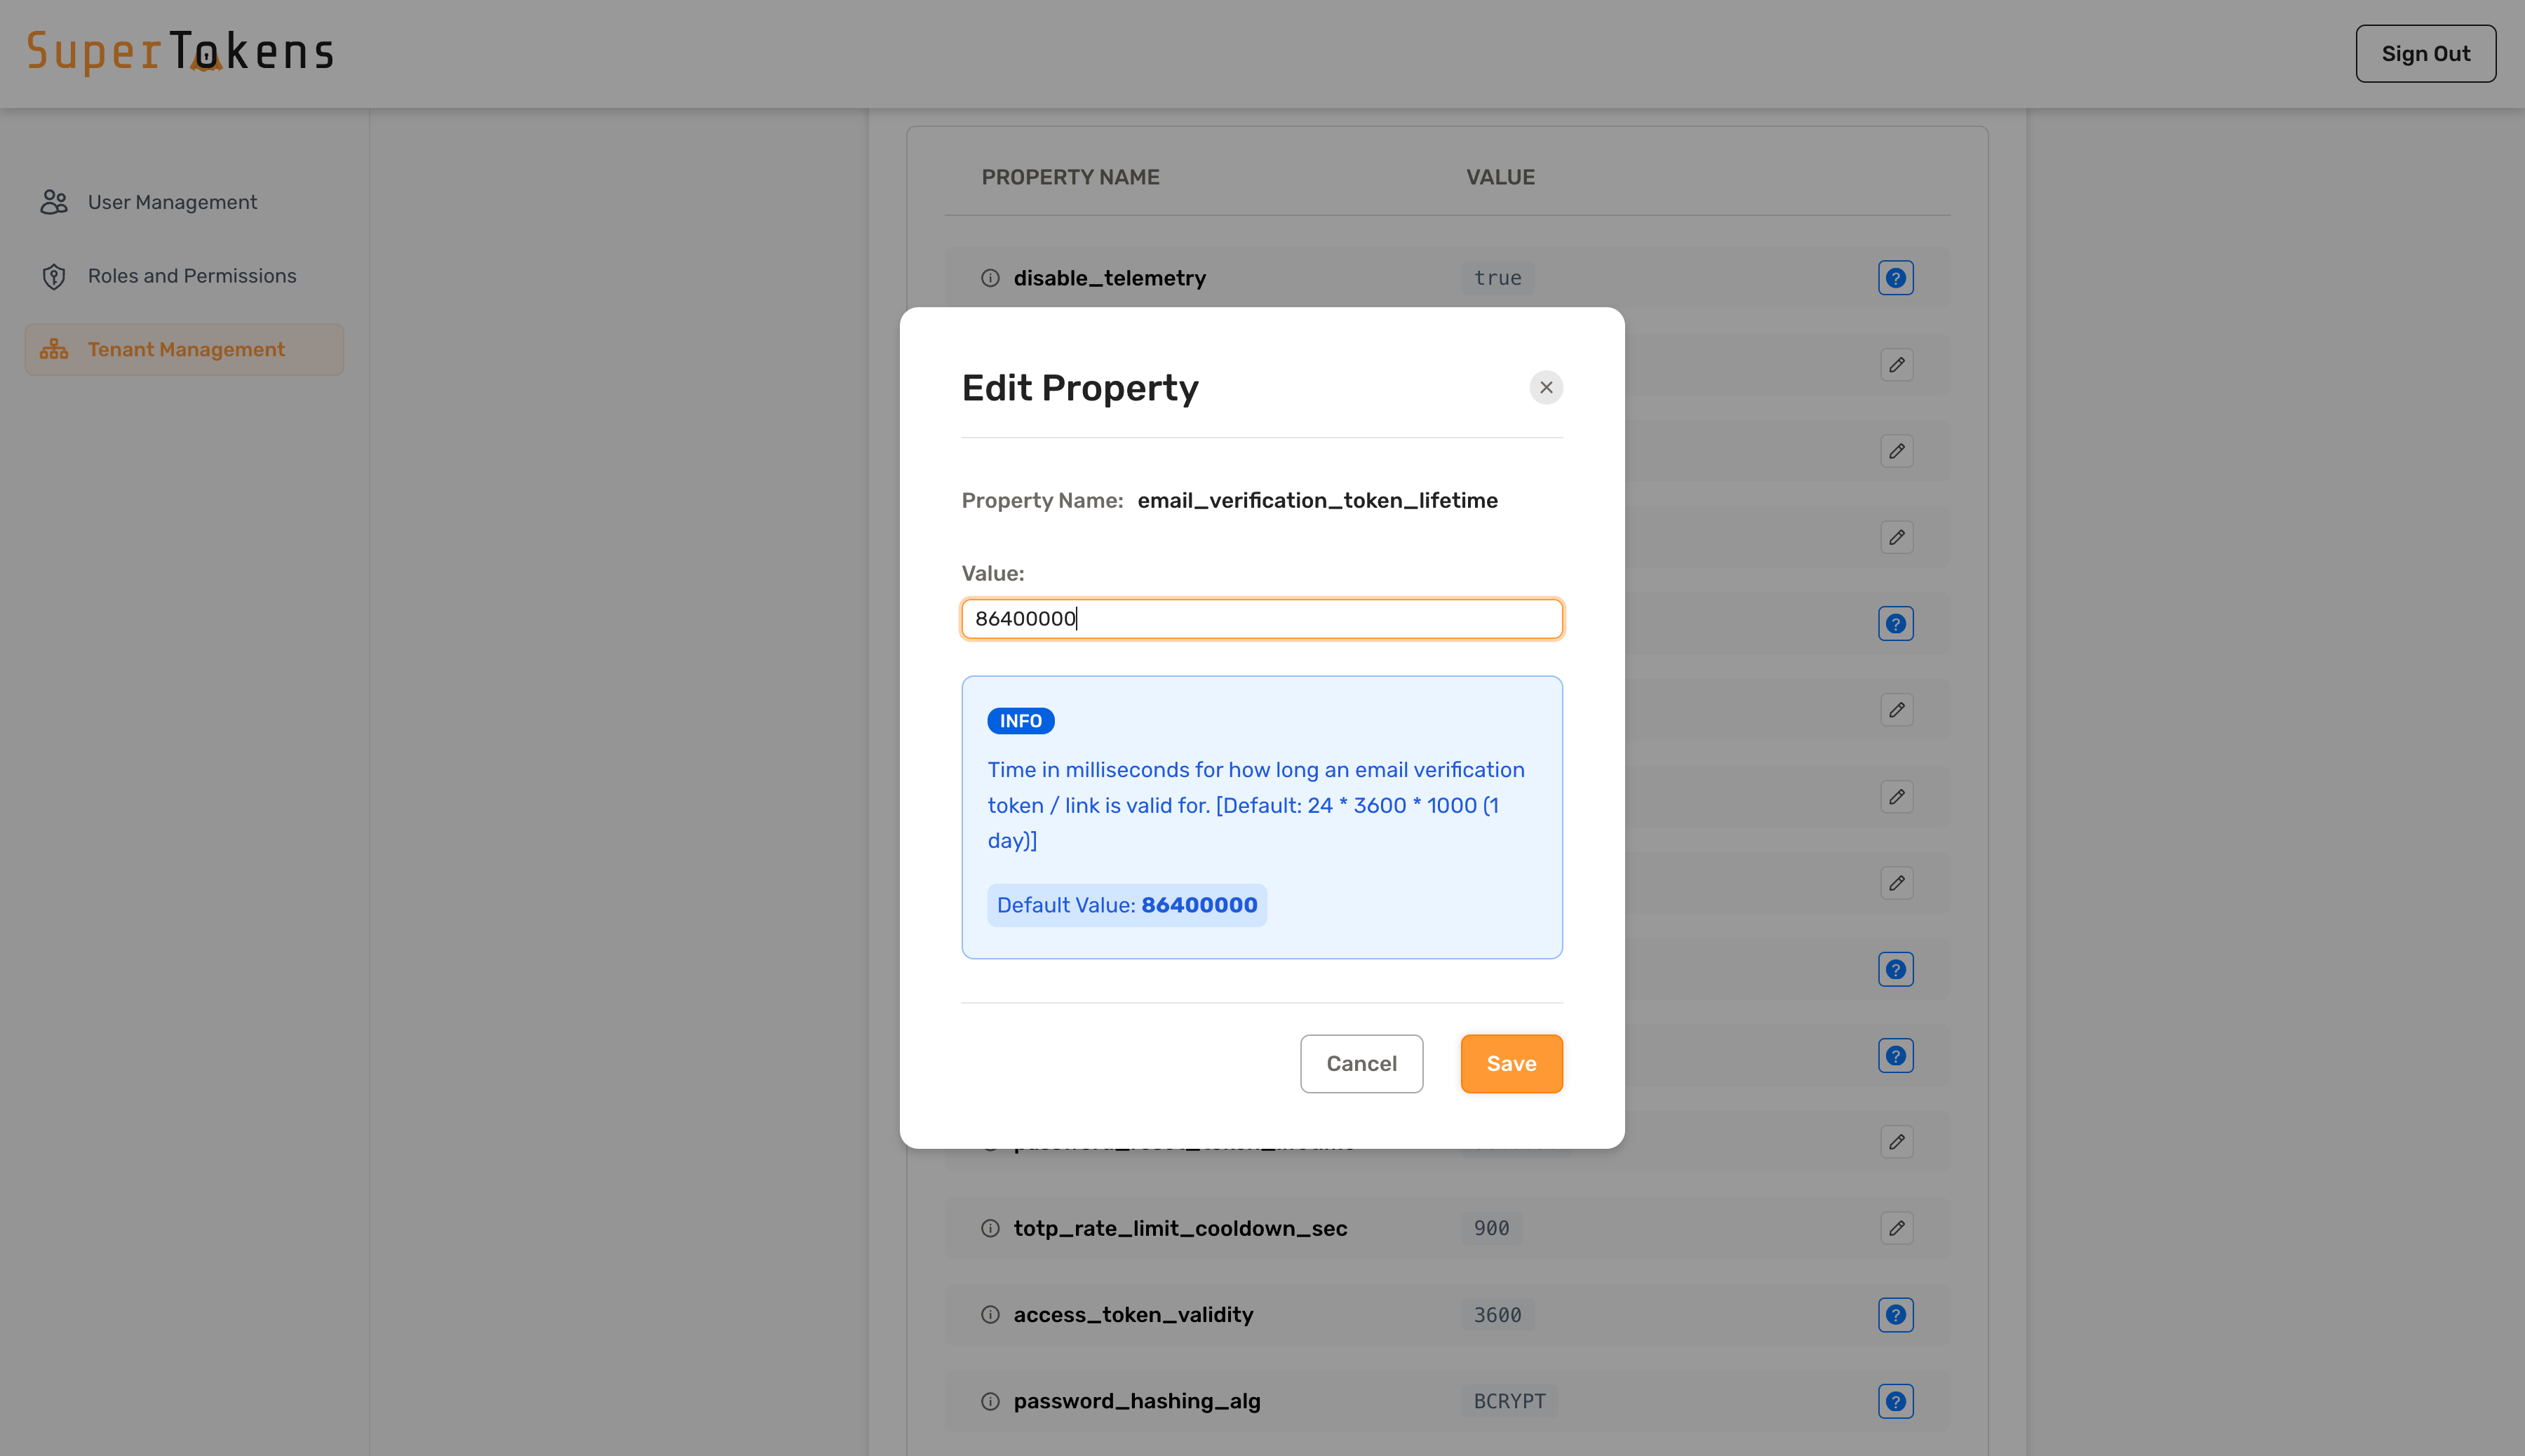 SuperTokens
Sign Out
User Management
Roles and Permissions
Tenant Management
PROPERTY NAME VALUE
disable_telemetry true
Edit Property
Property Name: email_verification_token_lifetime
Value:
86400000
INFO
Time in milliseconds for how long an email verification
token / link is valid for. [Default: 24 * 3600 * 1000 (1
day)]
Default Value: 86400000
Cancel Save
totp_rate_limit_cooldown_sec 900
access_token_validity 3600
password_hashing_alg BCRYPT